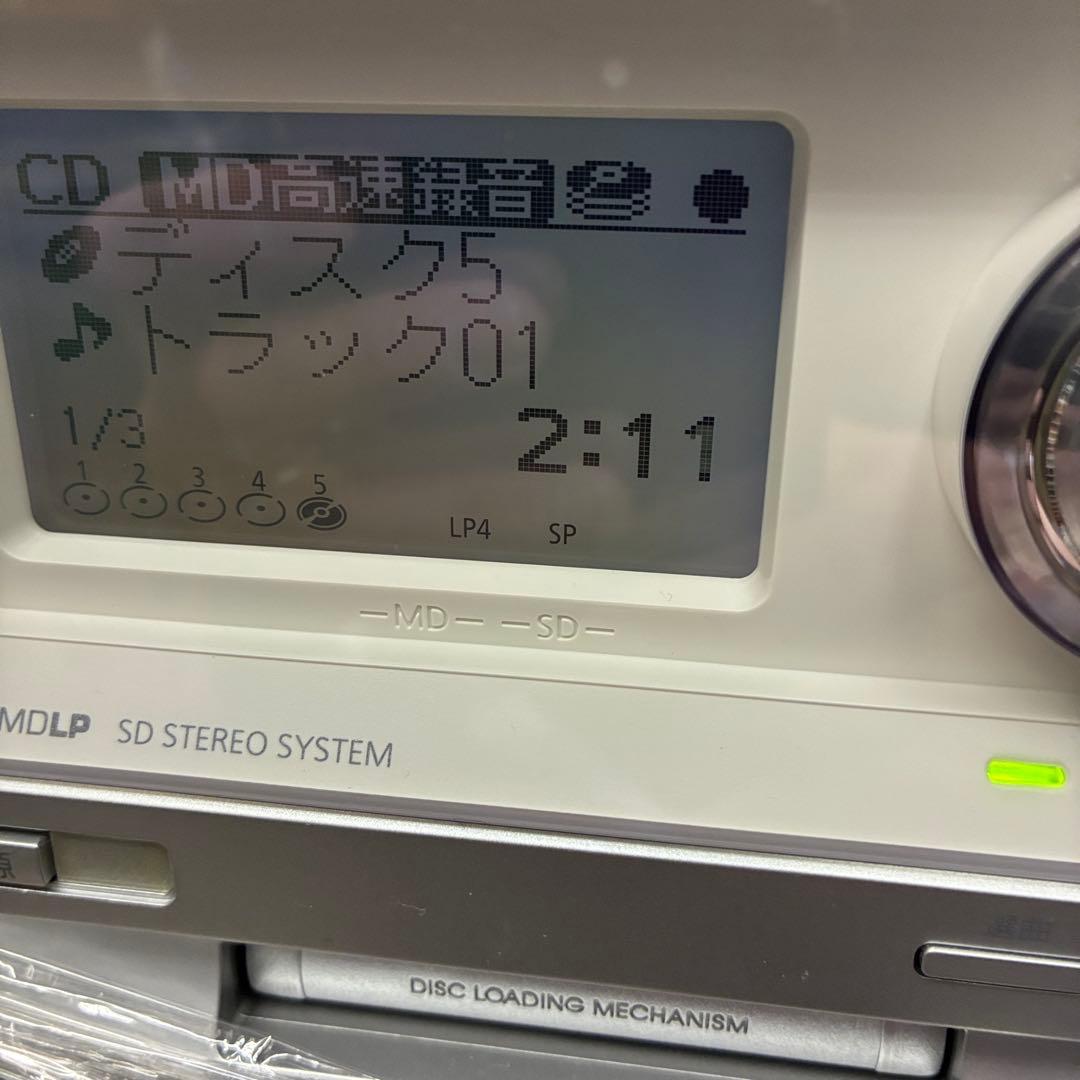 CD MD高速録音
ディスク5
トラック01
1/3 2:11
1 2 3 4 5
LP4 SP
MD SD
MDLP SD STEREO SYSTEM
DISC LOADING MECHANISM